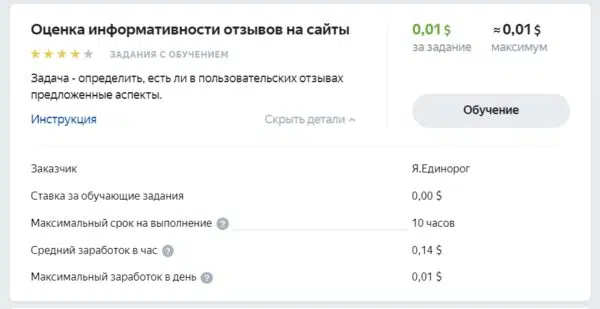 Оценка информативности отзывов на сайты
0,01 $
≈ 0,01 $
за задание
максимум
ЗАДАНИЯ С ОБУЧЕНИЕМ
Задача - определить, есть ли в пользовательских отзывах
предложенные аспекты.
Обучение
Инструкция
Скрыть детали
Заказчик
Я.Единорог
Ставка за обучающие задания
0,00 $
Максимальный срок на выполнение ?
10 часов
Средний заработок в час ?
0,14 $
Максимальный заработок в день ?
0,01 $